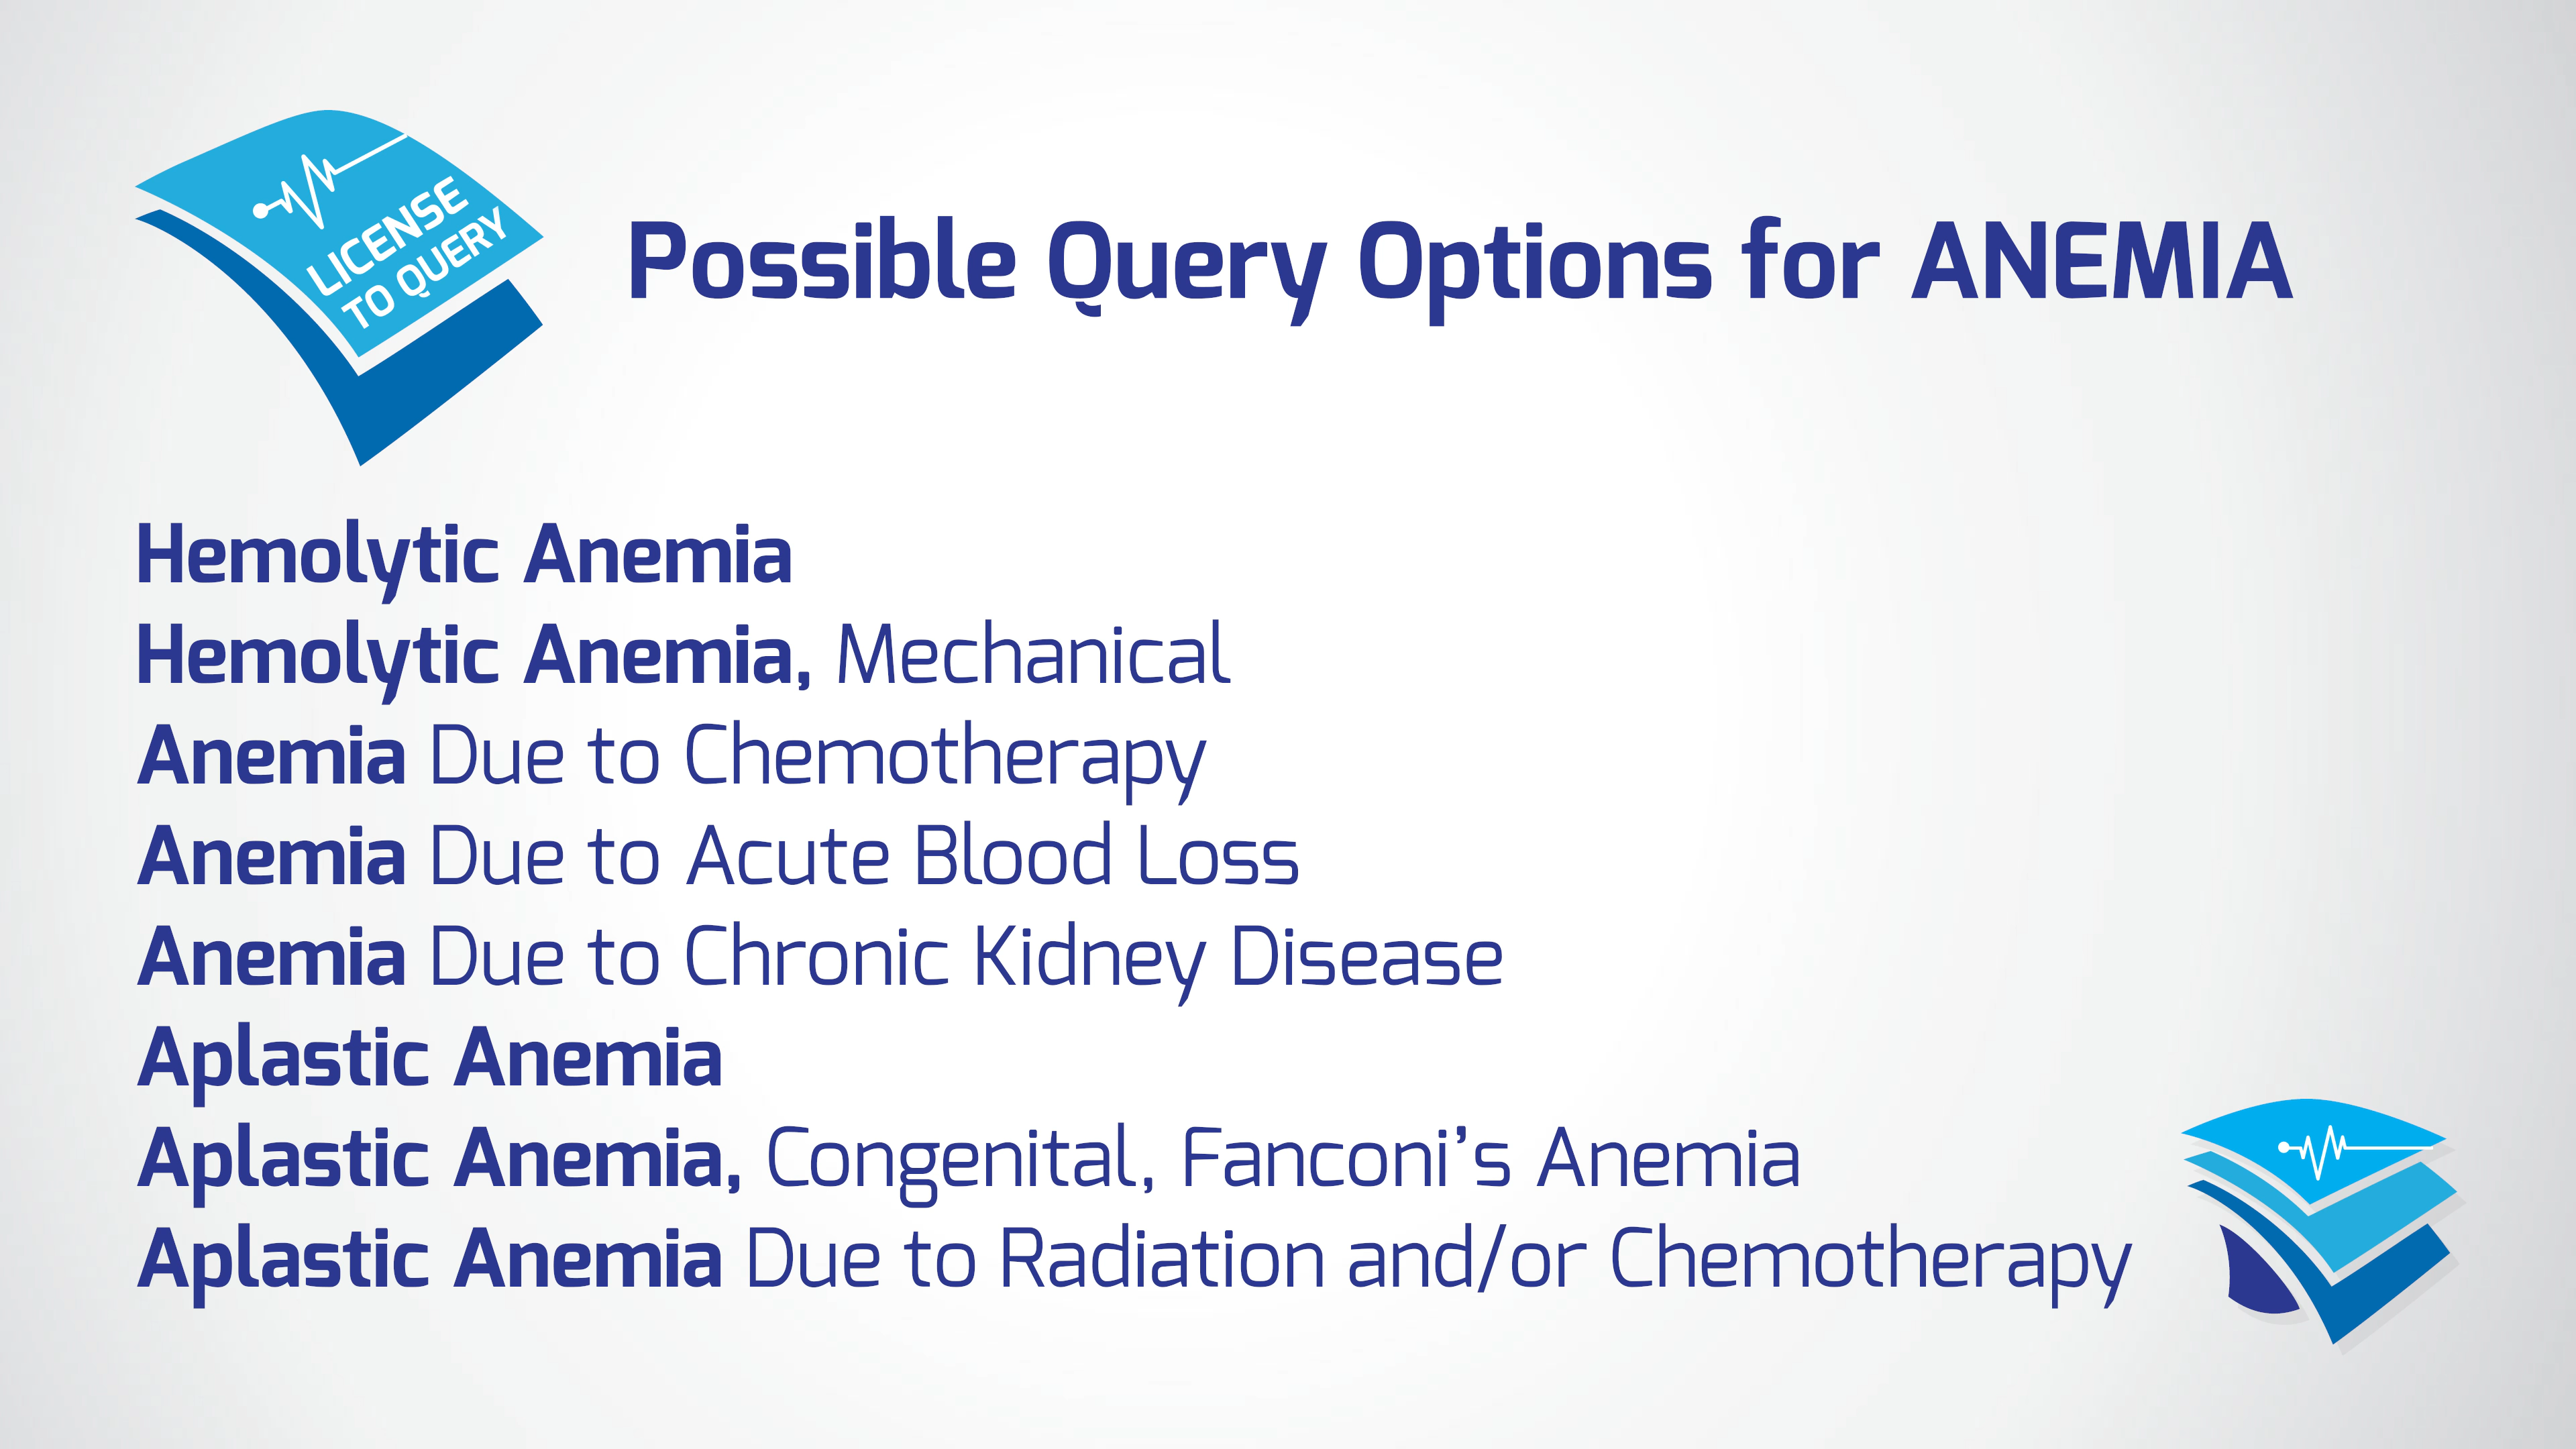 LICENSE
TO QUERY
Possible Query Options for ANEMIA
Hemolytic Anemia
Hemolytic Anemia, Mechanical
Anemia Due to Chemotherapy
Anemia Due to Acute Blood Loss
Anemia Due to Chronic Kidney Disease
Aplastic Anemia
Aplastic Anemia, Congenital, Fanconi’s Anemia
Aplastic Anemia Due to Radiation and/or Chemotherapy